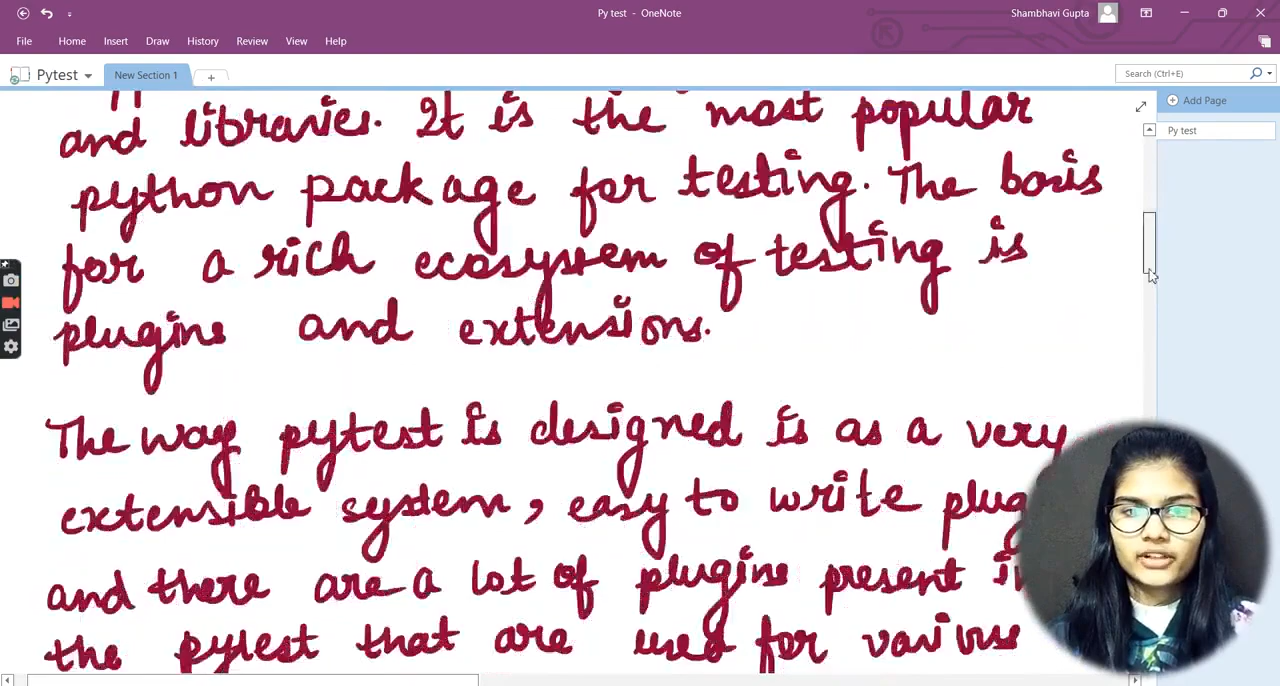 Py test - OneNote
Shambhavi Gupta
File Home Insert Draw History Review View Help
Pytest
New Section 1
+
Search (Ctrl+E)
Add Page
Py test
and libraries. It is the most popular
python package for testing. The basis
for a rich ecosystem of testing is
plugins and extensions.
The way pytest is designed is as a very
extensible system, easy to write plug
and there are a lot of plugins present in
the pytest that are used for